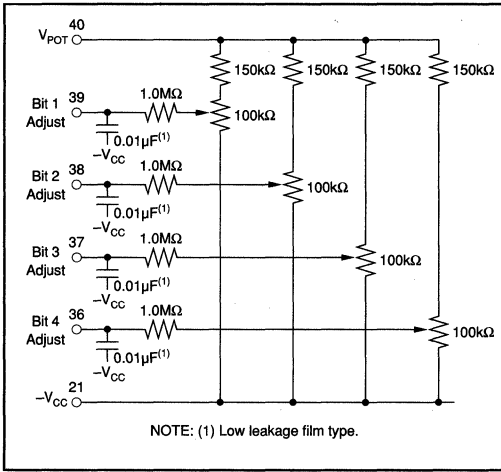 40
V_POT
150kΩ 150kΩ 150kΩ 150kΩ
1.0MΩ
Bit 1 39
Adjust
100kΩ
0.01µF(1)
–V_CC
1.0MΩ
Bit 2 38
Adjust
100kΩ
0.01µF(1)
–V_CC
1.0MΩ
Bit 3 37
Adjust
100kΩ
0.01µF(1)
–V_CC
1.0MΩ
Bit 4 36
Adjust
100kΩ
0.01µF(1)
–V_CC
21
–V_CC
NOTE: (1) Low leakage film type.